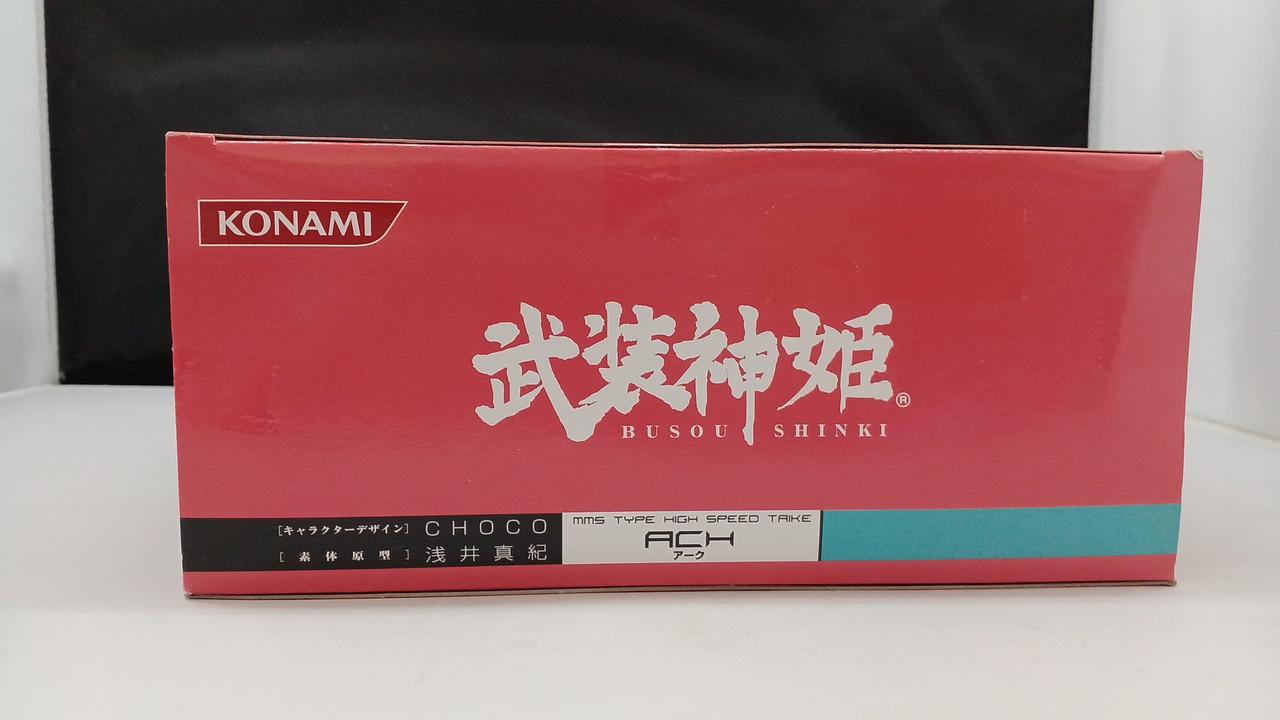 KONAMI
武装神姫®
BUSOU SHINKI
[キャラクターデザイン] CHOCO
[素体原型] 浅井真紀
MMS TYPE HIGH SPEED TRIKE
ACH
アーク